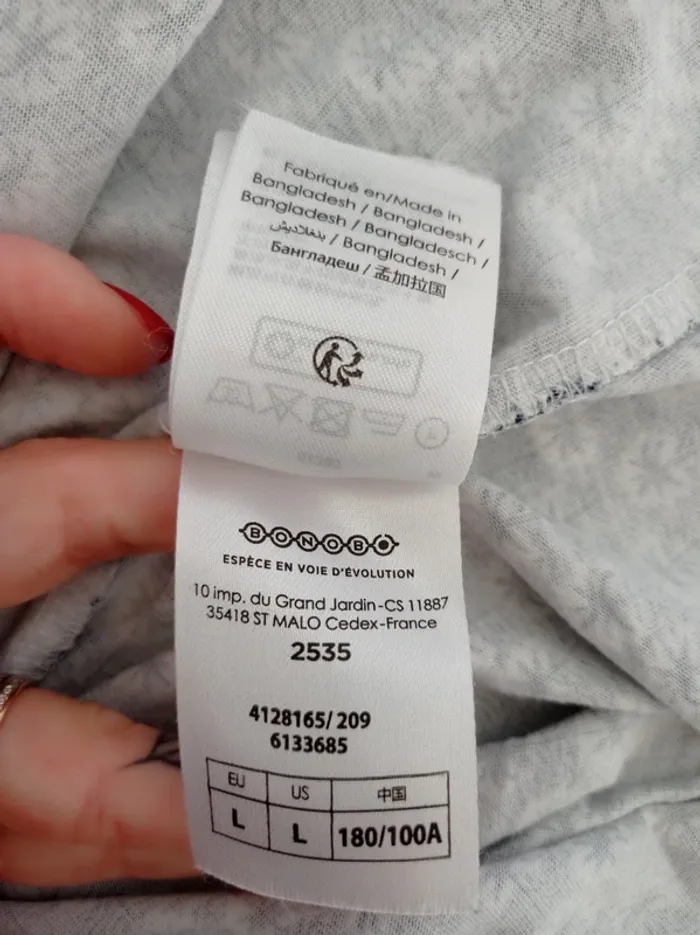 Fabriqué en/Made in
Bangladesh / Bangladesh /
Bangladesh / Bangladesch /
بنغلاديش / Bangladesh /
Бангладеш / 孟加拉国
BONOBO
ESPÈCE EN VOIE D'ÉVOLUTION
10 imp. du Grand Jardin-CS 11887
35418 ST MALO Cedex-France
2535
4128165/ 209
6133685
EU US 中国
L L 180/100A